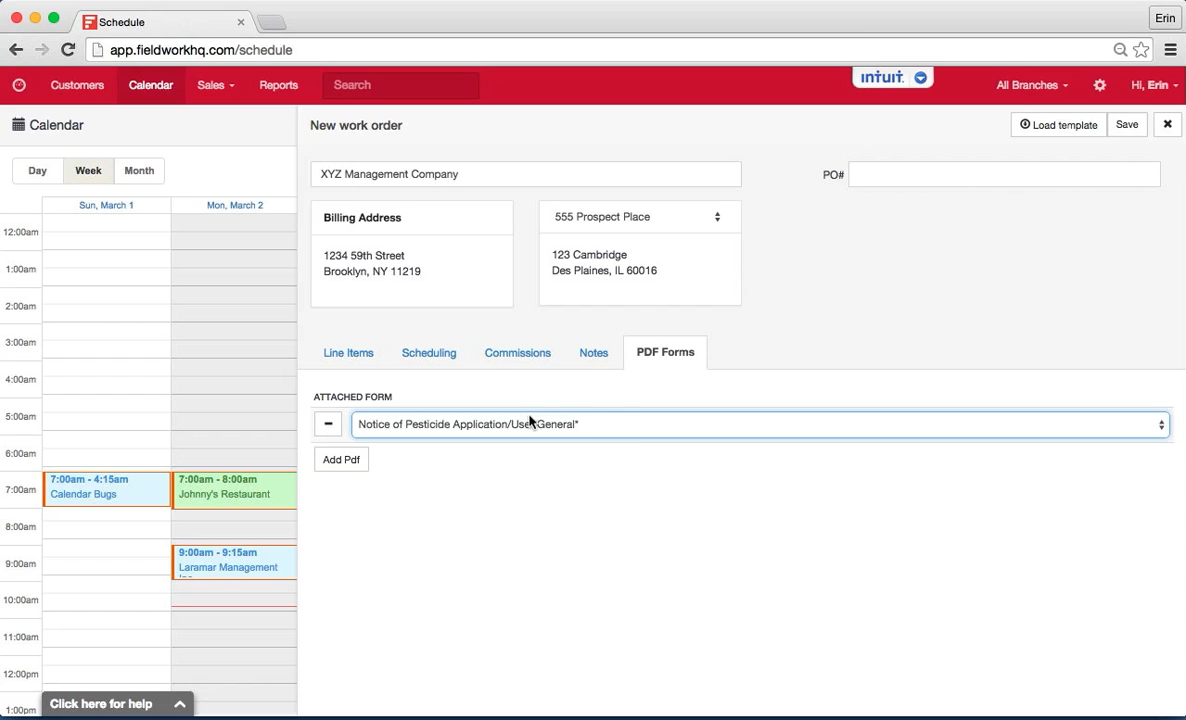 Schedule
Erin
app.fieldworkhq.com/schedule
Customers
Calendar
Sales
Reports
Search
intuit.
All Branches
Hi, Erin
Calendar
New work order
Load template
Save
Day
Week
Month
XYZ Management Company
PO#
Sun, March 1
Mon, March 2
Billing Address
1234 59th Street
Brooklyn, NY 11219
555 Prospect Place
123 Cambridge
Des Plaines, IL 60016
12:00am
1:00am
2:00am
3:00am
4:00am
5:00am
6:00am
7:00am
8:00am
9:00am
10:00am
11:00am
12:00pm
1:00pm
Line Items
Scheduling
Commissions
Notes
PDF Forms
ATTACHED FORM
Notice of Pesticide Application/Use General*
Add Pdf
7:00am - 4:15am
Calendar Bugs
7:00am - 8:00am
Johnny's Restaurant
9:00am - 9:15am
Laramar Management
Click here for help